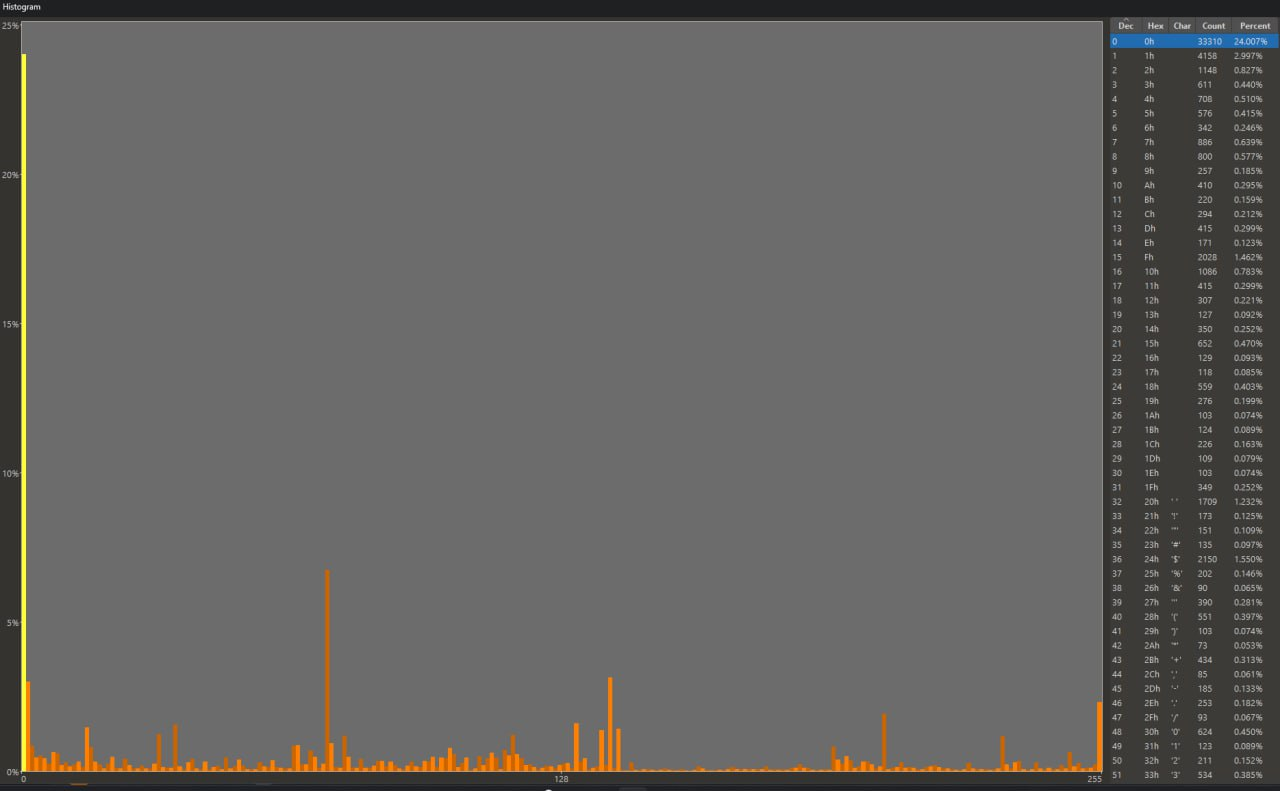 Histogram
25%
20%
15%
10%
5%
0%
0
128
255
Dec Hex Char Count Percent
0 0h 33310 24.007%
1 1h 4158 2.997%
2 2h 1148 0.827%
3 3h 611 0.440%
4 4h 708 0.510%
5 5h 576 0.415%
6 6h 342 0.246%
7 7h 886 0.639%
8 8h 800 0.577%
9 9h 257 0.185%
10 Ah 410 0.295%
11 Bh 220 0.159%
12 Ch 294 0.212%
13 Dh 415 0.299%
14 Eh 171 0.123%
15 Fh 2028 1.462%
16 10h 1086 0.783%
17 11h 415 0.299%
18 12h 307 0.221%
19 13h 127 0.092%
20 14h 350 0.252%
21 15h 652 0.470%
22 16h 129 0.093%
23 17h 118 0.085%
24 18h 559 0.403%
25 19h 276 0.199%
26 1Ah 103 0.074%
27 1Bh 124 0.089%
28 1Ch 226 0.163%
29 1Dh 109 0.079%
30 1Eh 103 0.074%
31 1Fh 349 0.252%
32 20h ' ' 1709 1.232%
33 21h '!' 173 0.125%
34 22h '"' 151 0.109%
35 23h '#' 135 0.097%
36 24h '$' 2150 1.550%
37 25h '%' 202 0.146%
38 26h '&' 90 0.065%
39 27h ''' 390 0.281%
40 28h '(' 551 0.397%
41 29h ')' 103 0.074%
42 2Ah '*' 73 0.053%
43 2Bh '+' 434 0.313%
44 2Ch ',' 85 0.061%
45 2Dh '-' 185 0.133%
46 2Eh '.' 253 0.182%
47 2Fh '/' 93 0.067%
48 30h '0' 624 0.450%
49 31h '1' 123 0.089%
50 32h '2' 211 0.152%
51 33h '3' 534 0.385%